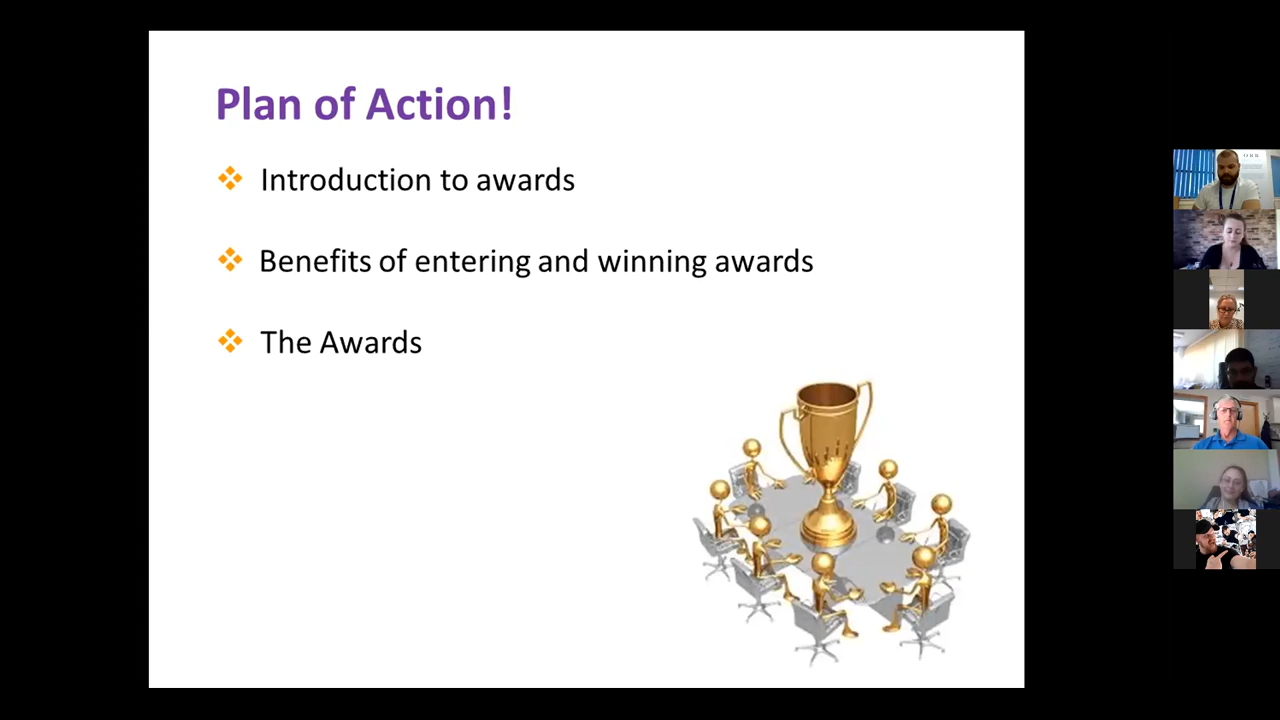 Plan of Action!
Introduction to awards
Benefits of entering and winning awards
The Awards